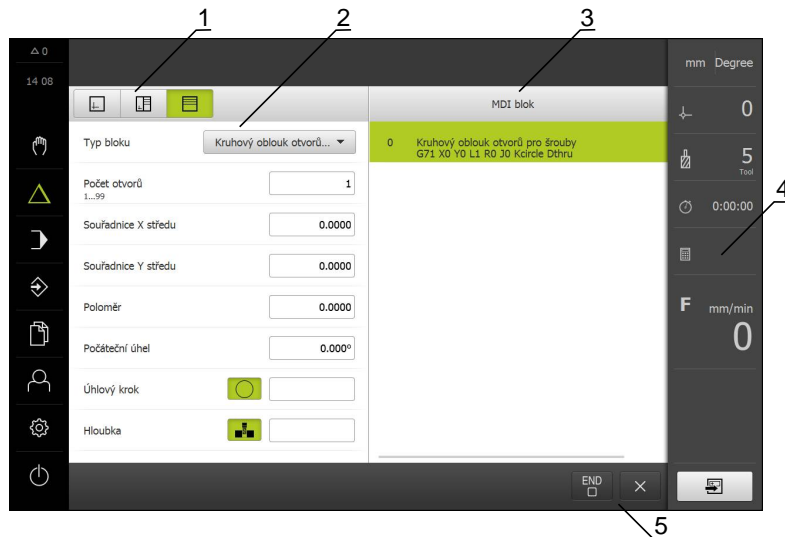 1
2
3
0
14 08
mm Degree
MDI blok
0
Typ bloku
Kruhový oblouk otvorů...
0 Kruhový oblouk otvorů pro šrouby
G71 X0 Y0 L1 R0 J0 Kcircle Dthru
5
Tool
Počet otvorů
1...99
1
4
Souřadnice X středu
0.0000
0:00:00
Souřadnice Y středu
0.0000
Poloměr
0.0000
F mm/min
0
Počáteční úhel
0.000°
Úhlový krok
Hloubka
END
5